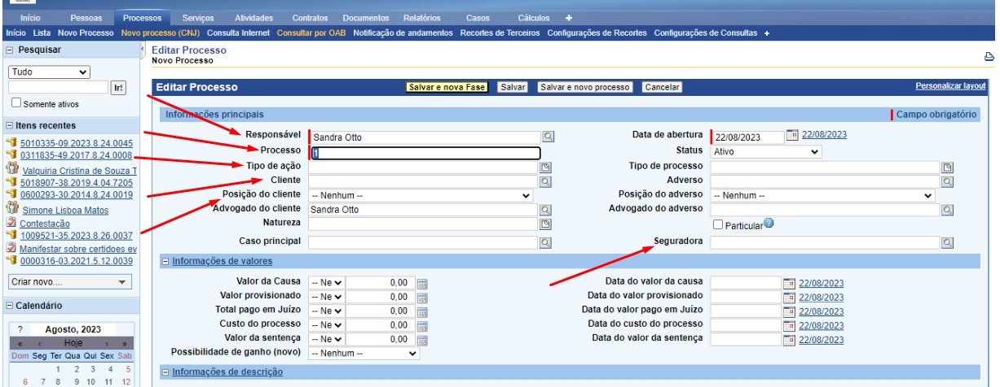 Início Pessoas Processos Serviços Atividades Contratos Documentos Relatórios Casos Cálculos +
Início Lista Novo Processo Novo processo (CNJ) Consulta Internet Consultar por OAB Notificação de andamentos Recortes de Terceiros Configurações de Recortes Configurações de Consultas +
Pesquisar
Tudo
Ir!
Somente ativos
Itens recentes
5010335-09.2023.8.24.0045
0311835-49.2017.8.24.0008
Valquiria Cristina de Souza T
5018907-38.2019.4.04.7205
0600293-30.2014.8.24.0019
Simone Lisboa Matos
Contestação
1009521-35.2023.8.26.0037
Manifestar sobre certidoes ev
0000316-03.2021.5.12.0039
Criar novo....
Calendário
? Agosto, 2023
« ‹ Hoje › »
Dom Seg Ter Qua Qui Sex Sab
1 2 3 4 5
6 7 8 9 10 11 12
Editar Processo
Novo Processo
Editar Processo Salvar e nova Fase Salvar Salvar e novo processo Cancelar Personalizar layout
Informações principais Campo obrigatório
Responsável Sandra Otto Data de abertura 22/08/2023 22/08/2023
Processo 1 Status Ativo
Tipo de ação Tipo de processo
Cliente Adverso
Posição do cliente -- Nenhum -- Posição do adverso -- Nenhum --
Advogado do cliente Sandra Otto Advogado do adverso
Natureza Particular ?
Caso principal Seguradora
Informações de valores
Valor da Causa -- Ne 0,00 Data do valor da causa 22/08/2023
Valor provisionado -- Ne 0,00 Data do valor provisionado 22/08/2023
Total pago em Juízo -- Ne 0,00 Data do valor pago em Juízo 22/08/2023
Custo do processo -- Ne 0,00 Data do custo do processo 22/08/2023
Valor da sentença -- Ne 0,00 Data do valor da sentença 22/08/2023
Possibilidade de ganho (novo) -- Nenhum --
Informações de descrição